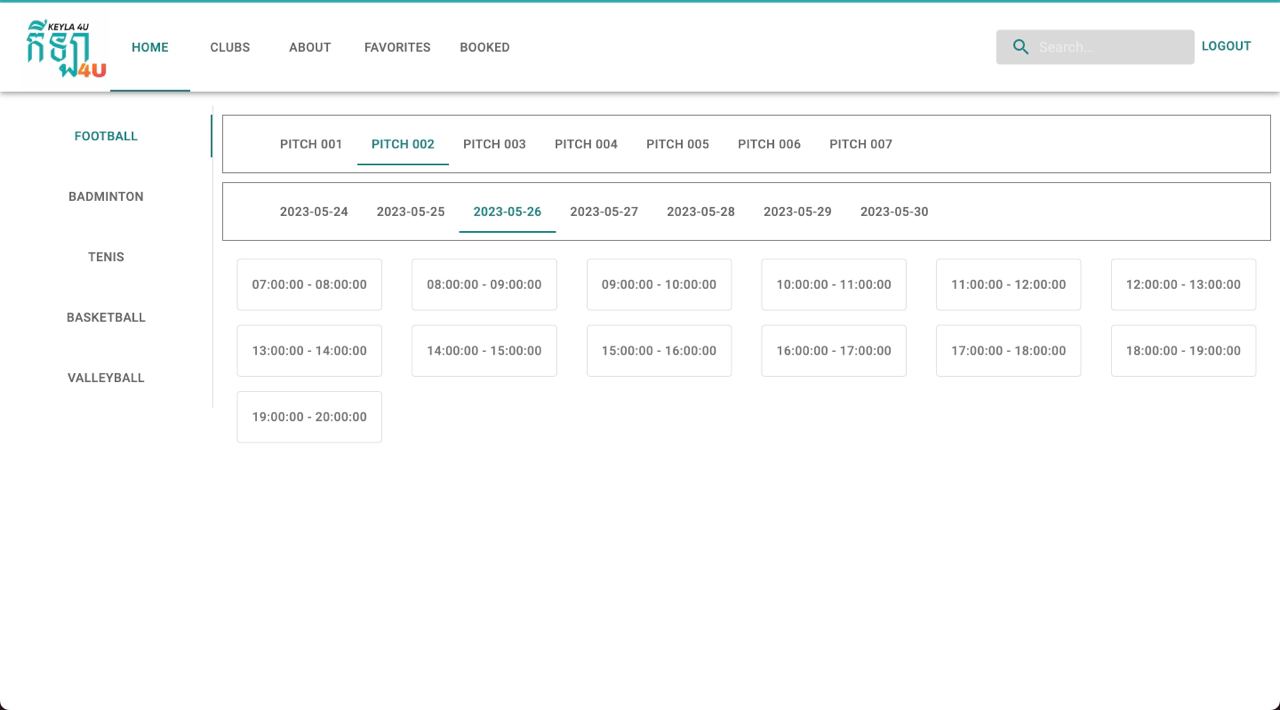 KEYLA 4U
កីឡា
4U
HOME
CLUBS
ABOUT
FAVORITES
BOOKED
Search...
LOGOUT
FOOTBALL
BADMINTON
TENIS
BASKETBALL
VALLEYBALL
PITCH 001 PITCH 002 PITCH 003 PITCH 004 PITCH 005 PITCH 006 PITCH 007
2023-05-24 2023-05-25 2023-05-26 2023-05-27 2023-05-28 2023-05-29 2023-05-30
07:00:00 - 08:00:00 08:00:00 - 09:00:00 09:00:00 - 10:00:00 10:00:00 - 11:00:00 11:00:00 - 12:00:00 12:00:00 - 13:00:00
13:00:00 - 14:00:00 14:00:00 - 15:00:00 15:00:00 - 16:00:00 16:00:00 - 17:00:00 17:00:00 - 18:00:00 18:00:00 - 19:00:00
19:00:00 - 20:00:00